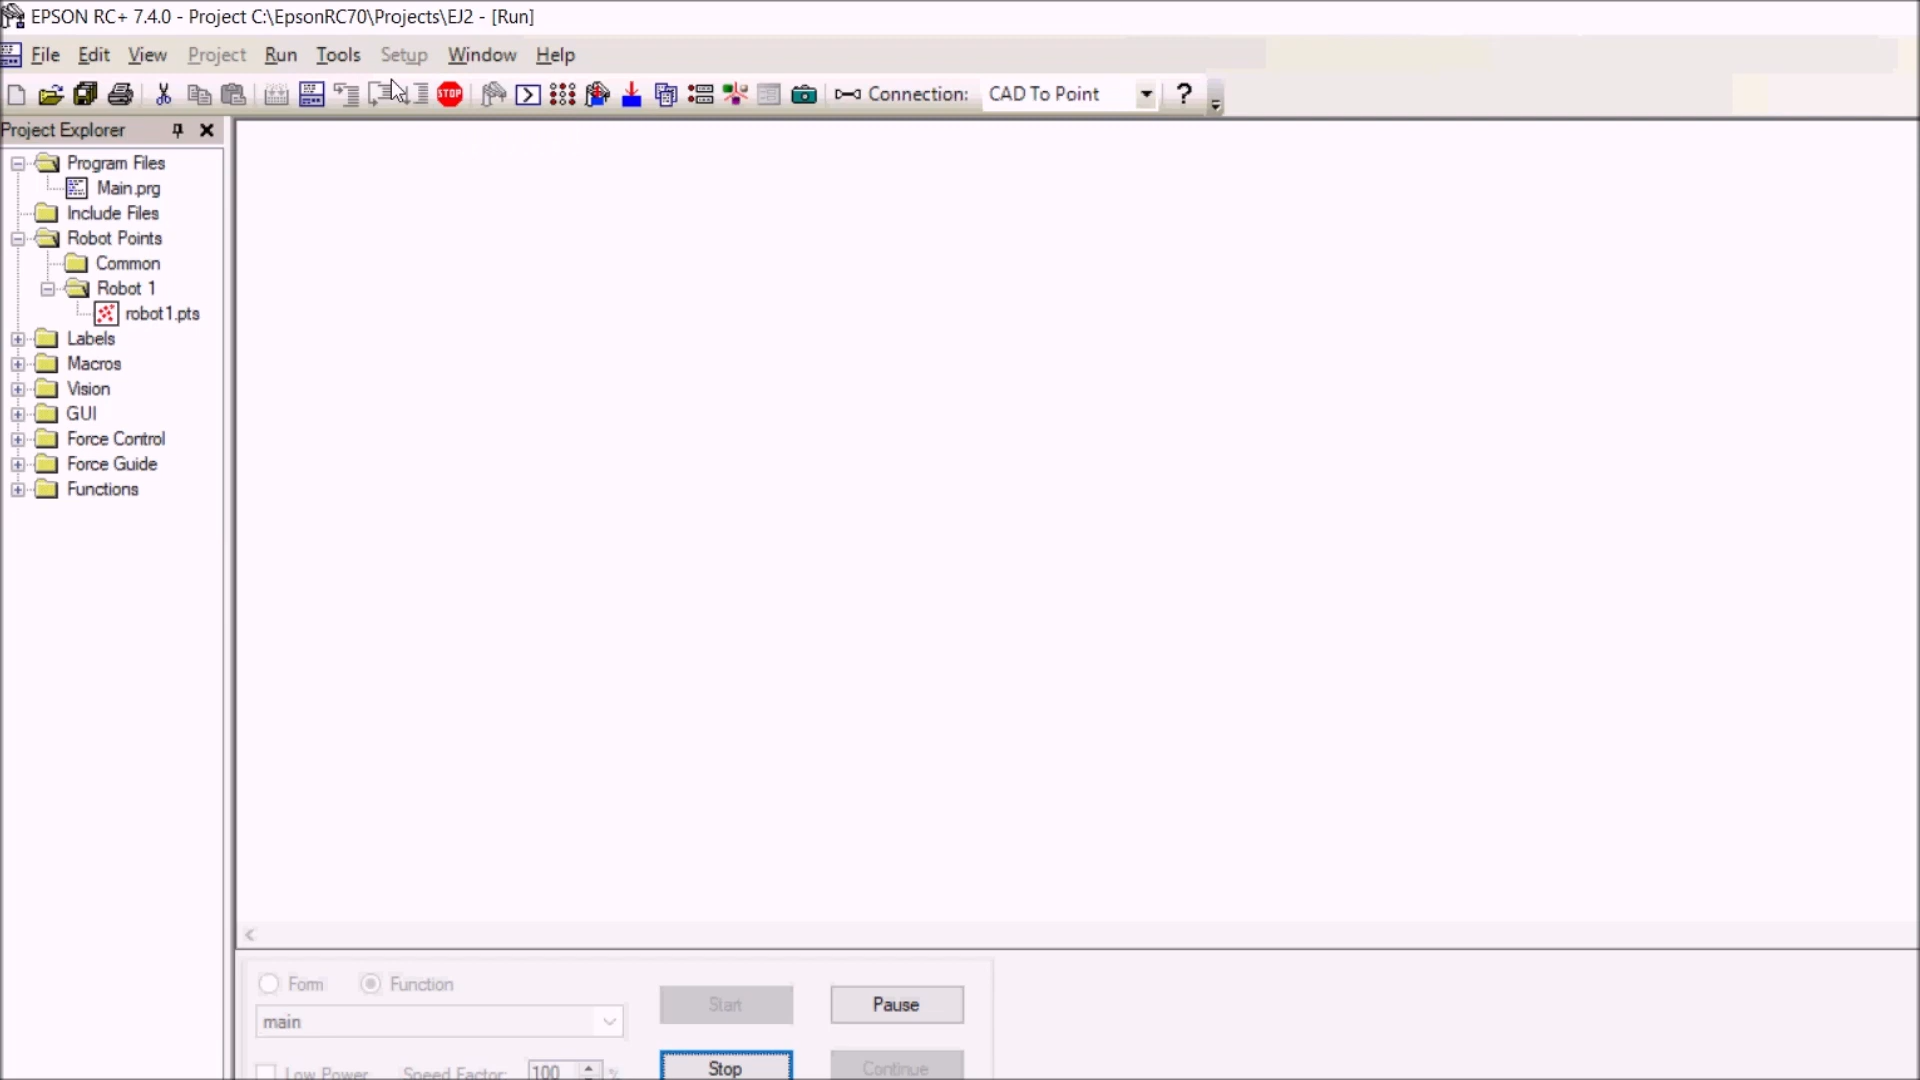 EPSON RC+ 7.4.0 - Project C:\EpsonRC70\Projects\EJ2 - [Run]
File Edit View Project Run Tools Setup Window Help
STOP Connection: CAD To Point ?
Project Explorer
Program Files
Main.prg
Include Files
Robot Points
Common
Robot 1
robot1.pts
Labels
Macros
Vision
GUI
Force Control
Force Guide
Functions
Form Function
Start Pause
main
Low Power Speed Factor: 100 %
Stop Continue